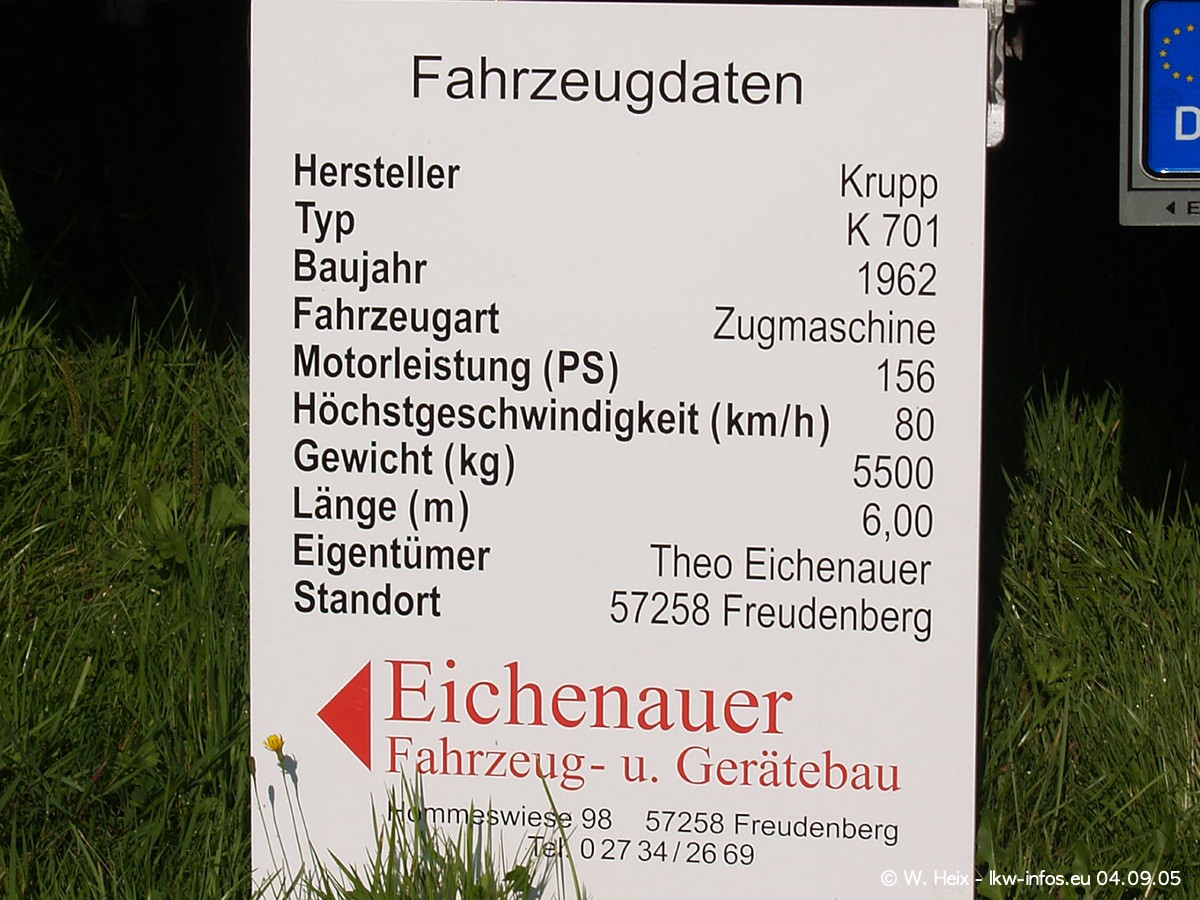 Fahrzeugdaten
Hersteller Krupp
Typ K 701
Baujahr 1962
Fahrzeugart Zugmaschine
Motorleistung (PS) 156
Höchstgeschwindigkeit (km/h) 80
Gewicht (kg) 5500
Länge (m) 6,00
Eigentümer Theo Eichenauer
Standort 57258 Freudenberg
Eichenauer
Fahrzeug- u. Gerätebau
Hommeswiese 98 57258 Freudenberg
Tel. 0 27 34 / 26 69
D
E
© W. Heix - lkw-infos.eu 04.09.05